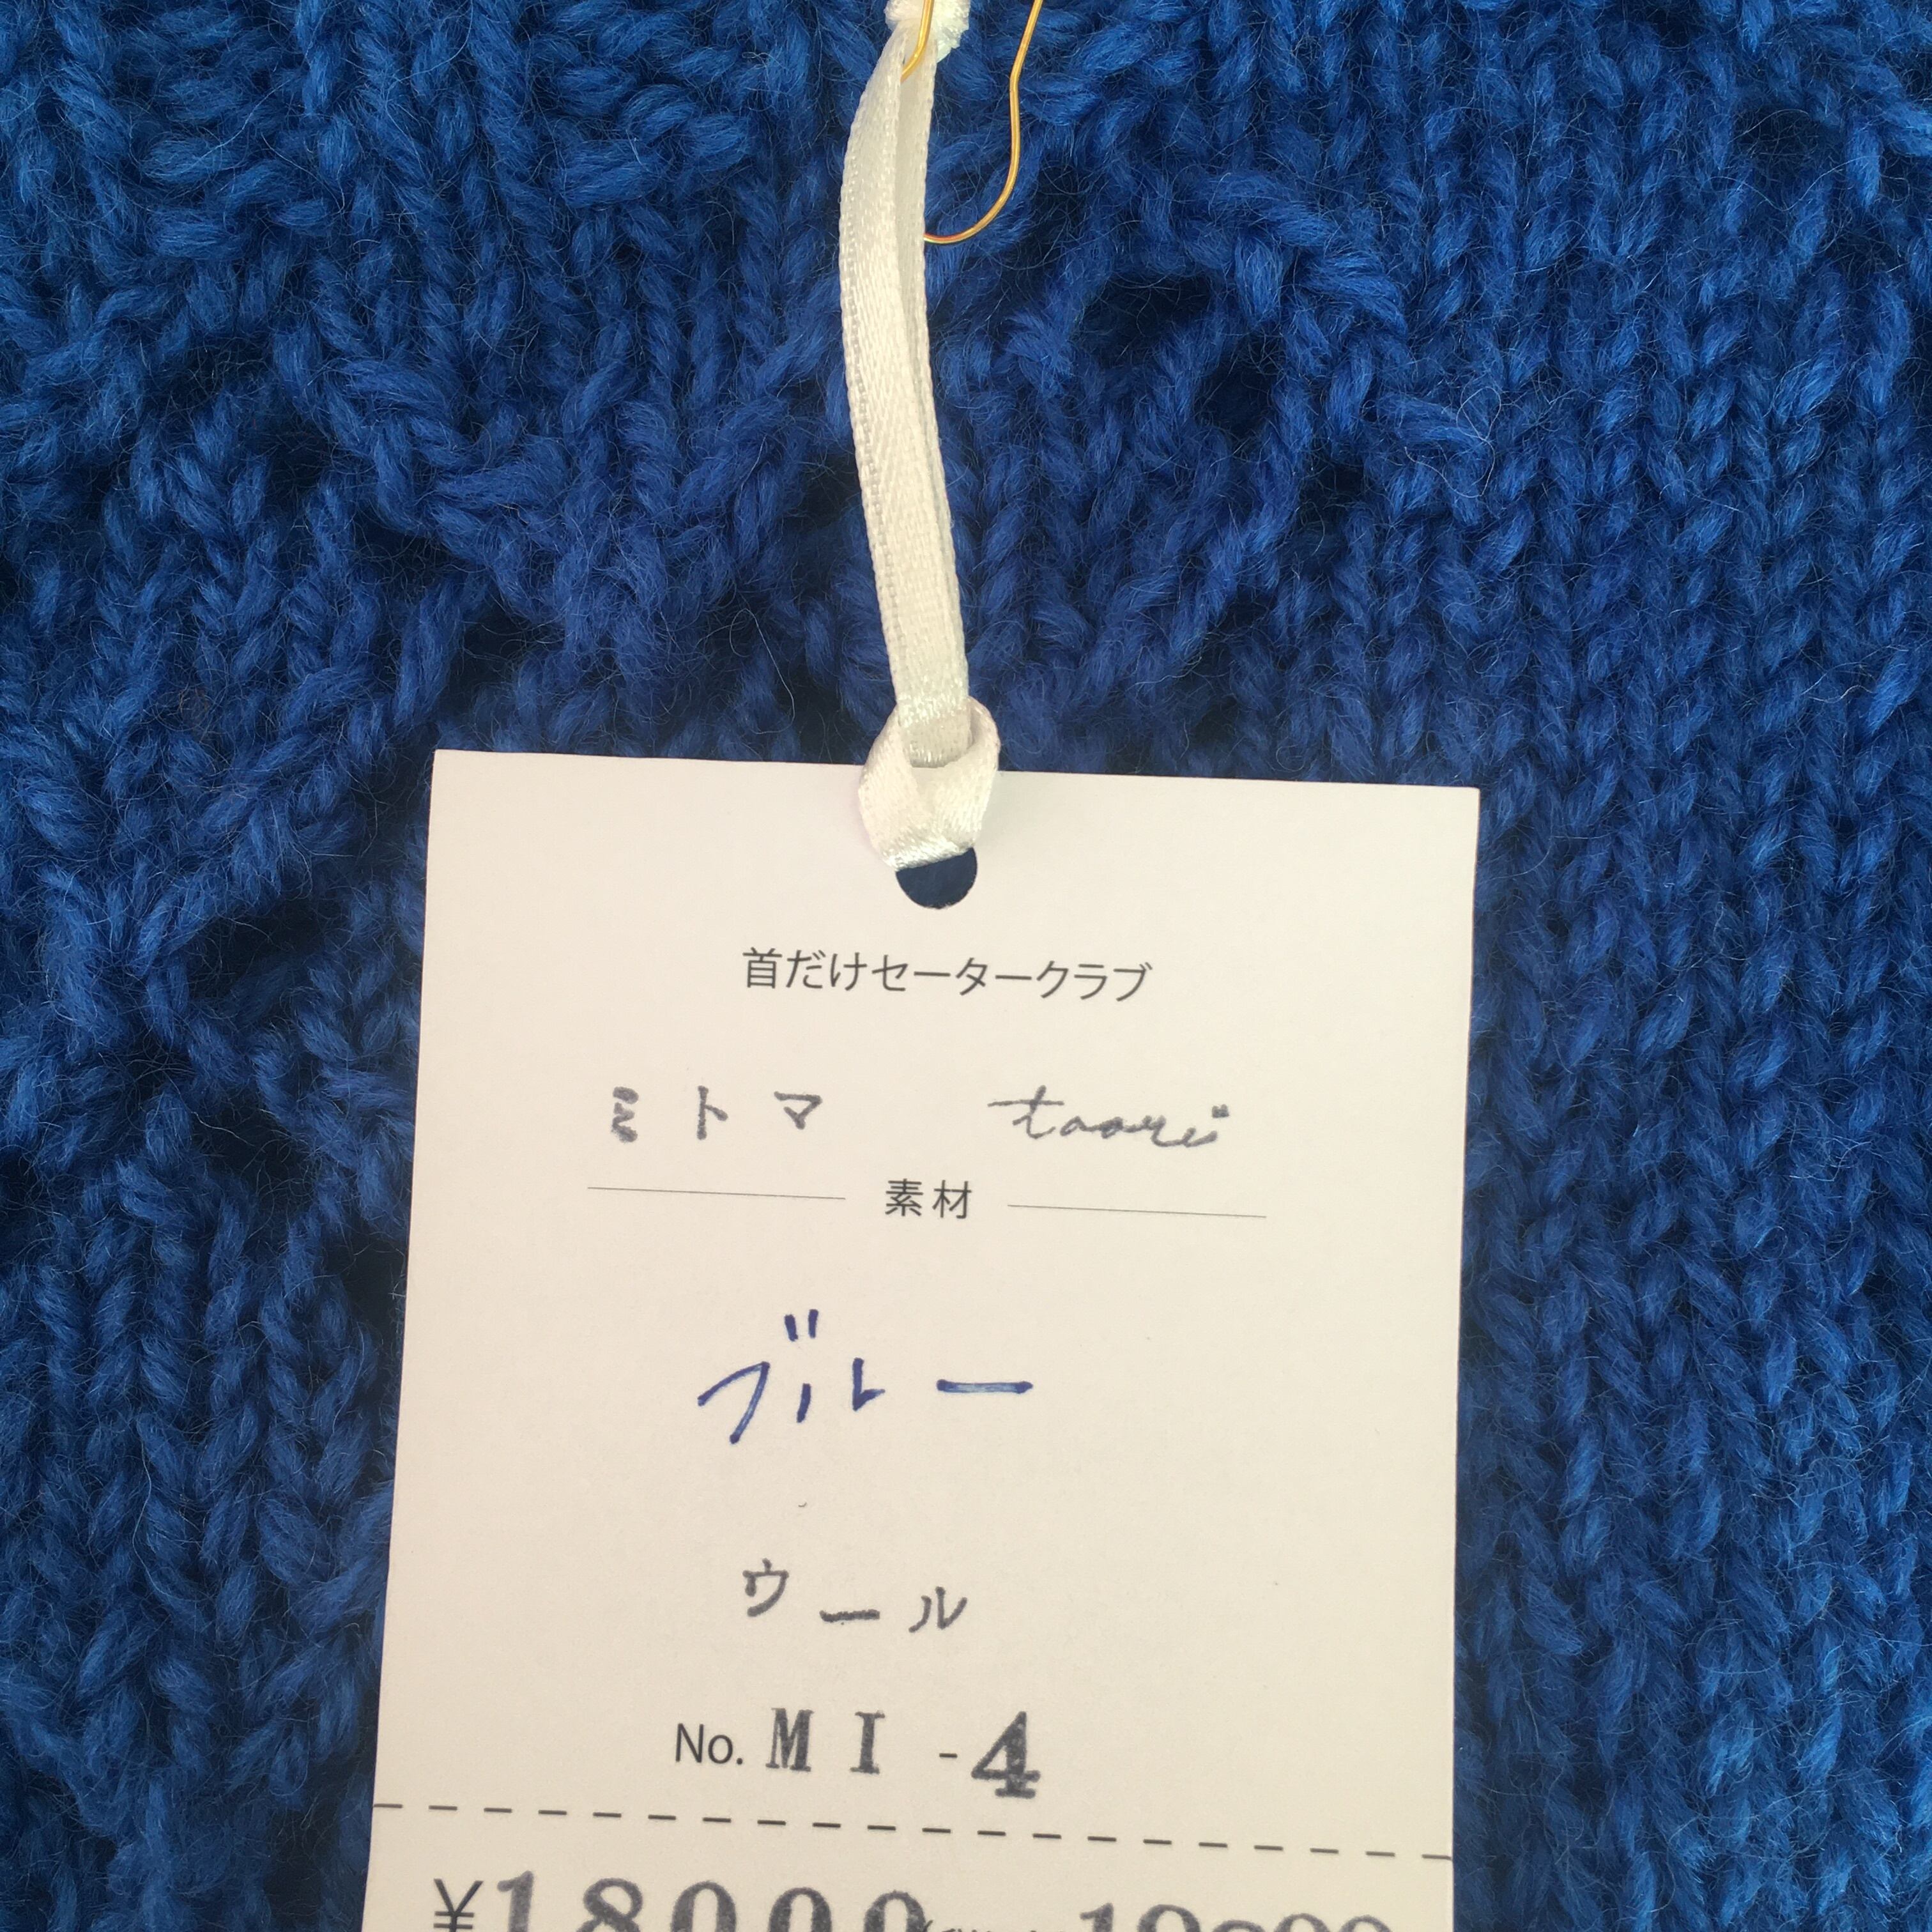 首だけセータークラブ
ミトマ taori
素材
ブルー
ウール
No. MI-4
¥18000